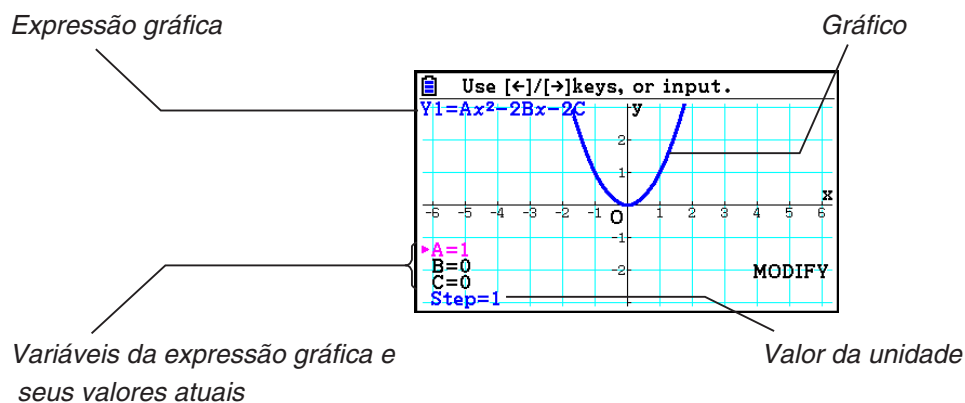 Expressão gráfica
Gráfico
Use [←]/[→]keys, or input.
Y1=Ax²-2Bx-2C
y
2
1
x
-6 -5 -4 -3 -2 -1 O 1 2 3 4 5 6
-1
▶A=1
B=0
-2
MODIFY
C=0
Step=1
Variáveis da expressão gráfica e
seus valores atuais
Valor da unidade